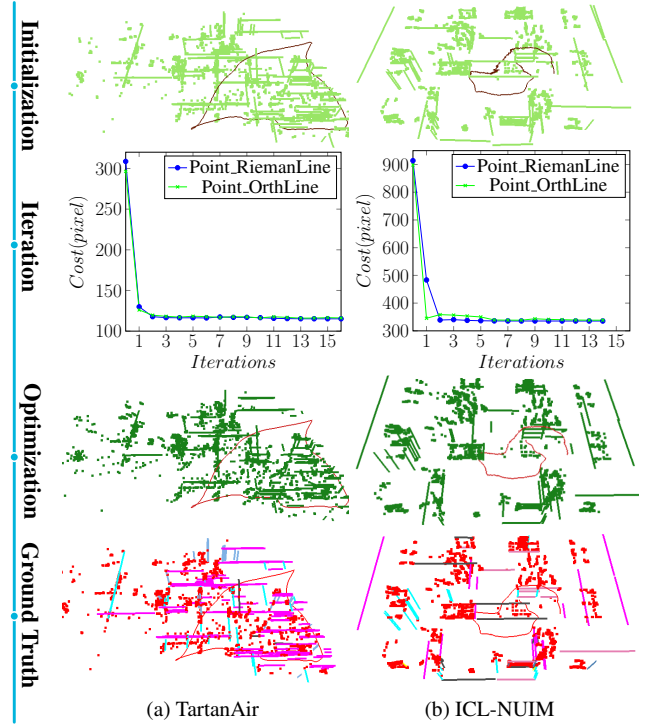 Initialization
Iteration
Optimization
Ground Truth
300
250
200
150
100
Cost(pixel)
Point_RiemanLine
Point_OrthLine
1 3 5 7 9 11 13 15
Iterations
900
800
700
600
500
400
300
Cost(pixel)
Point_RiemanLine
Point_OrthLine
1 3 5 7 9 11 13 15
Iterations
(a) TartanAir
(b) ICL-NUIM